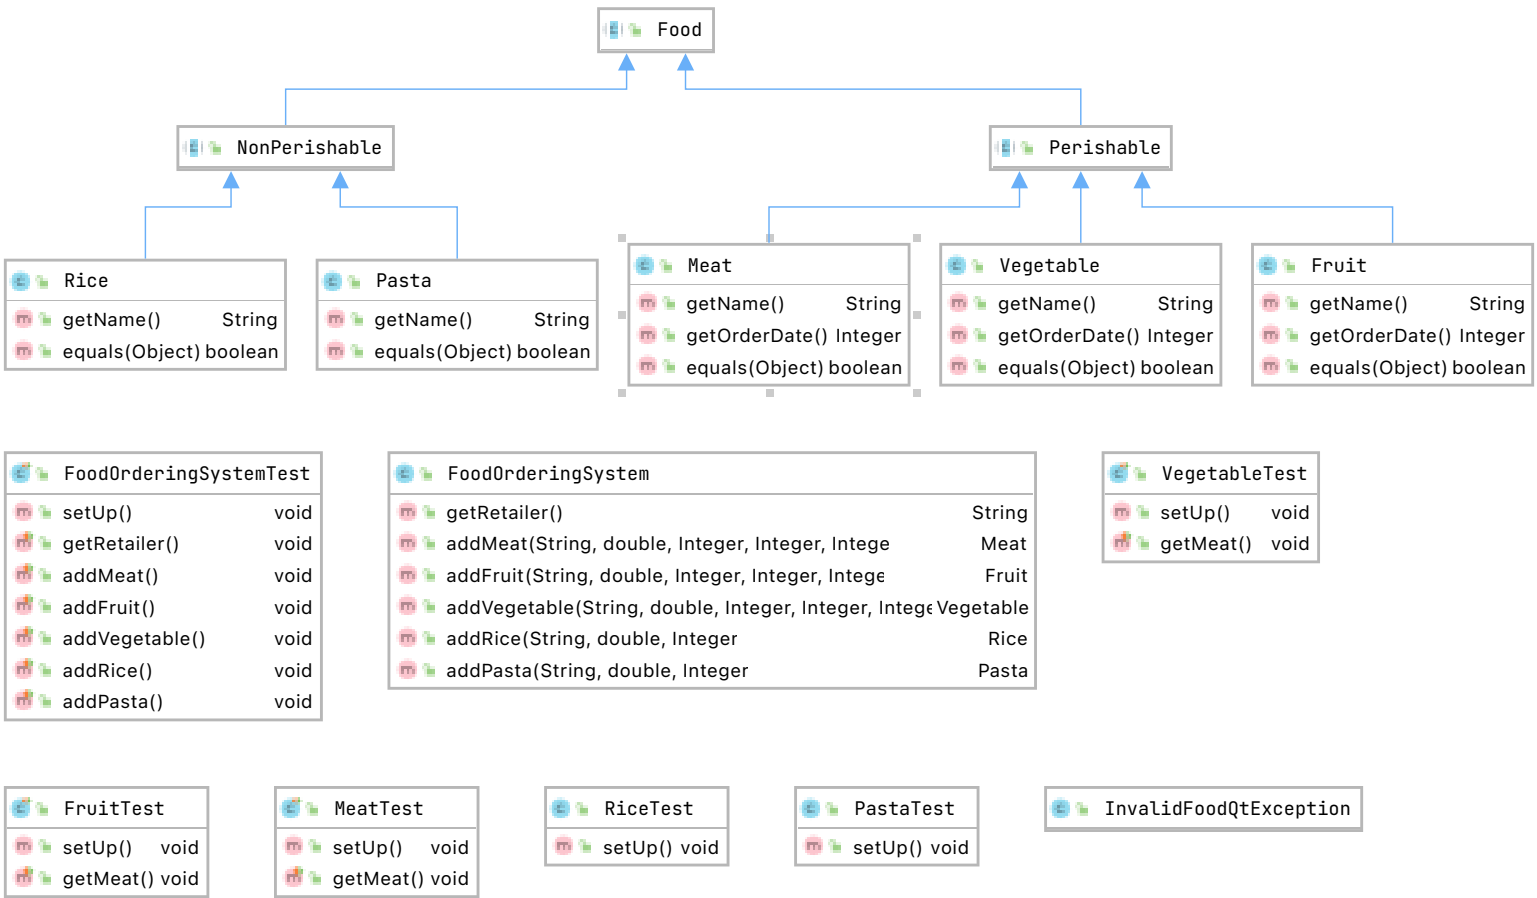 Food
NonPerishable
Perishable
Rice
getName() String
equals(Object) boolean
Pasta
getName() String
equals(Object) boolean
Meat
getName() String
getOrderDate() Integer
equals(Object) boolean
Vegetable
getName() String
getOrderDate() Integer
equals(Object) boolean
Fruit
getName() String
getOrderDate() Integer
equals(Object) boolean
FoodOrderingSystemTest
setUp() void
getRetailer() void
addMeat() void
addFruit() void
addVegetable() void
addRice() void
addPasta() void
FoodOrderingSystem
getRetailer() String
addMeat(String, double, Integer, Integer, Intege Meat
addFruit(String, double, Integer, Integer, Intege Fruit
addVegetable(String, double, Integer, Integer, Intege Vegetable
addRice(String, double, Integer Rice
addPasta(String, double, Integer Pasta
VegetableTest
setUp() void
getMeat() void
FruitTest
setUp() void
getMeat() void
MeatTest
setUp() void
getMeat() void
RiceTest
setUp() void
PastaTest
setUp() void
InvalidFoodQtException